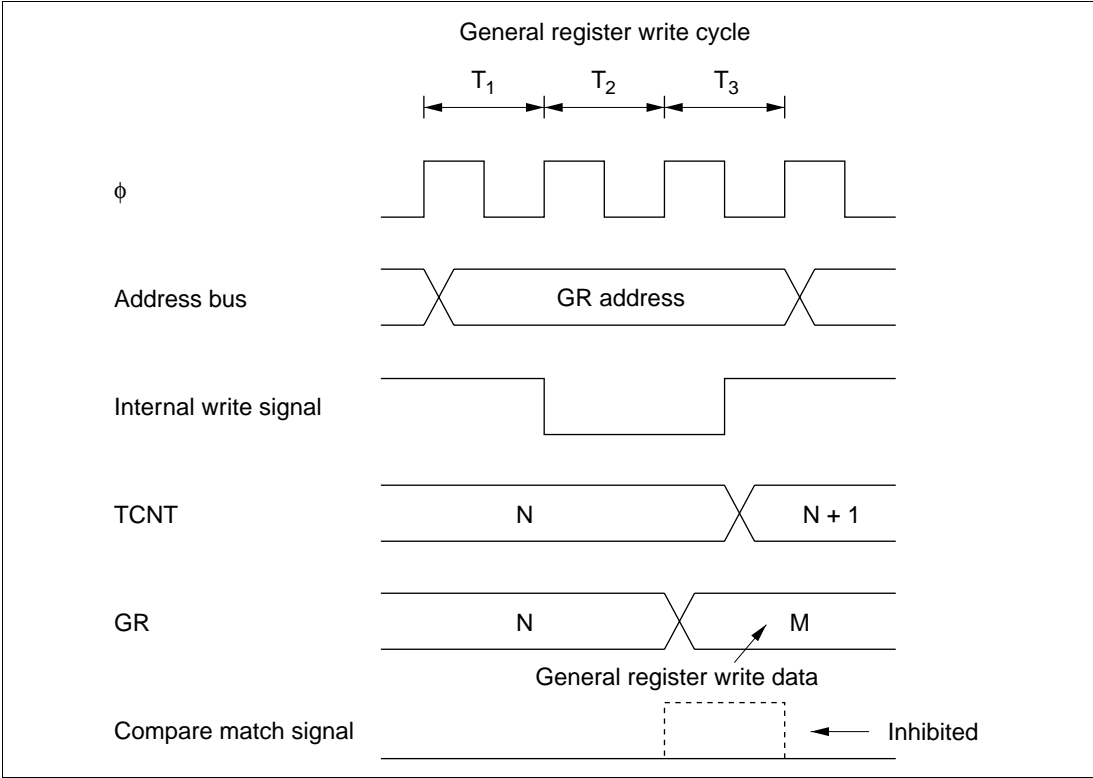 General register write cycle
T1 T2 T3
ϕ
Address bus GR address
Internal write signal
TCNT N N + 1
GR N M
General register write data
Compare match signal Inhibited